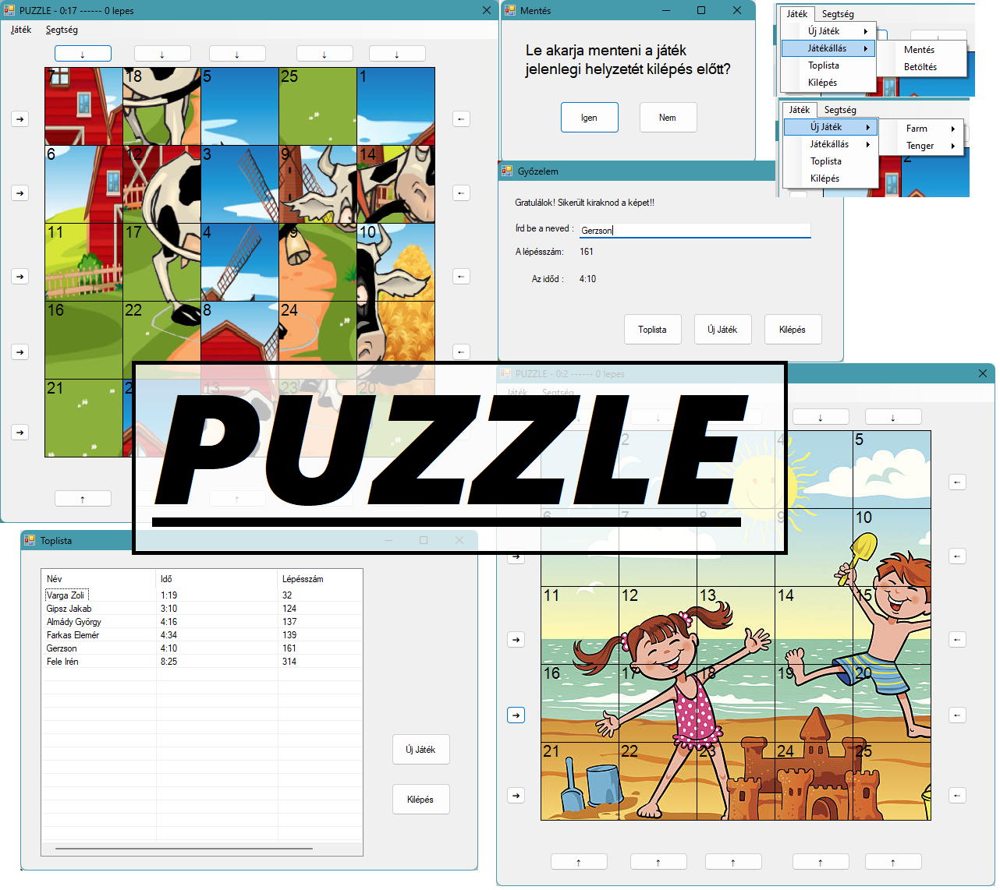 PUZZLE - 0:17 ------ 0 lepes
Játék Segtség
↓ ↓ ↓ ↓ ↓
7 18 5 25 1
6 12 3 9 14
11 17 4 19 10
16 22 8 24
21 2 13 23 20
Mentés
Le akarja menteni a játék
jelenlegi helyzetét kilépés előtt?
Igen Nem
Játék Segtség
Új Játék
Játékállás
Toplista
Kilépés
Mentés
Betöltés
Játék Segtség
Új Játék
Játékállás
Toplista
Kilépés
Farm
Tenger
2
Győzelem
Gratulálok! Sikerült kiraknod a képet!!
Írd be a neved : Gerzson
A lépésszám: 161
Az időd : 4:10
Toplista Új Játék Kilépés
PUZZLE
PUZZLE - 0:2 ------ 0 lepes
Játék Segtség
2 4 5
6 7 8 9 10
11 12 13 14 15
16 17 18 19 20
21 22 23 24 25
Toplista
Név Idő Lépésszám
Varga Zoli 1:19 32
Gipsz Jakab 3:10 124
Almády György 4:16 137
Farkas Elemér 4:34 139
Gerzson 4:10 161
Fele Irén 8:25 314
Új Játék
Kilépés